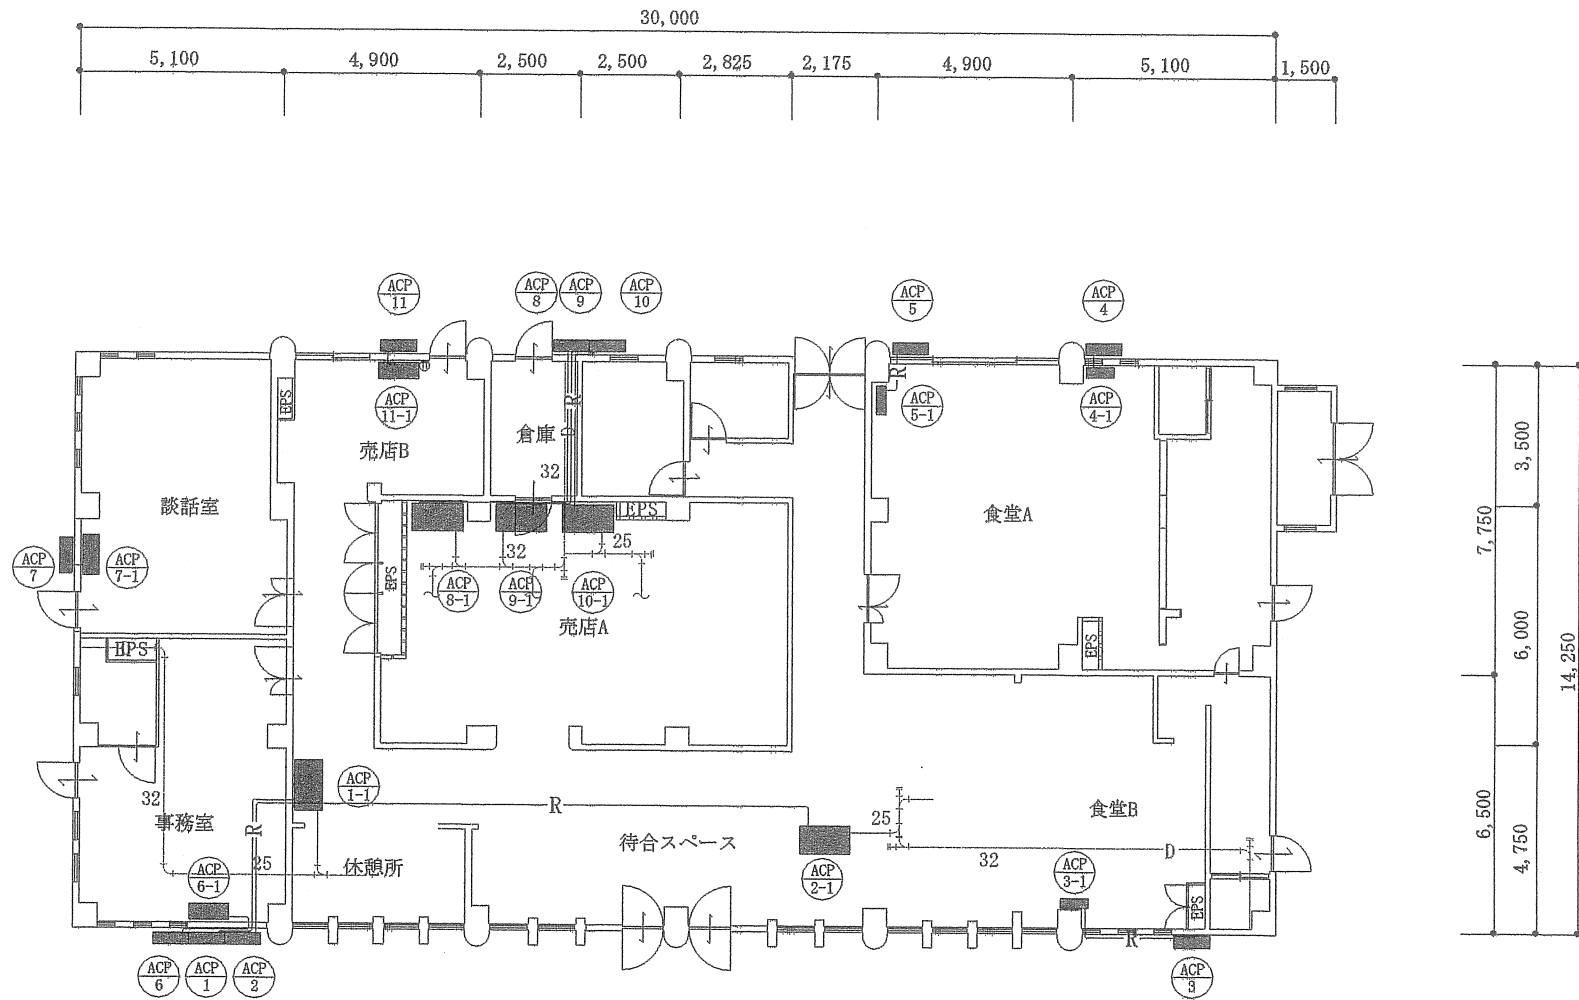 30,000
5,100
4,900
2,500
2,500
2,825
2,175
4,900
5,100
1,500
ACP
11
ACP
8
ACP
9
ACP
10
ACP
5
ACP
4
R
EPS
ACP
11-1
R
ACP
5-1
ACP
4-1
売店B
倉庫
D
32
3,500
談話室
EPS
食堂A
7,750
ACP
7
ACP
7-1
32
25
EPS
ACP
8-1
ACP
9-1
ACP
10-1
売店A
6,000
EPS
EPS
14,250
ACP
1-1
32
R
R
事務室
25
食堂B
6,500
待合スペース
25
休憩所
ACP
6-1
ACP
2-1
32
D
ACP
3-1
4,750
EPS
R
ACP
6
ACP
1
ACP
2
ACP
3